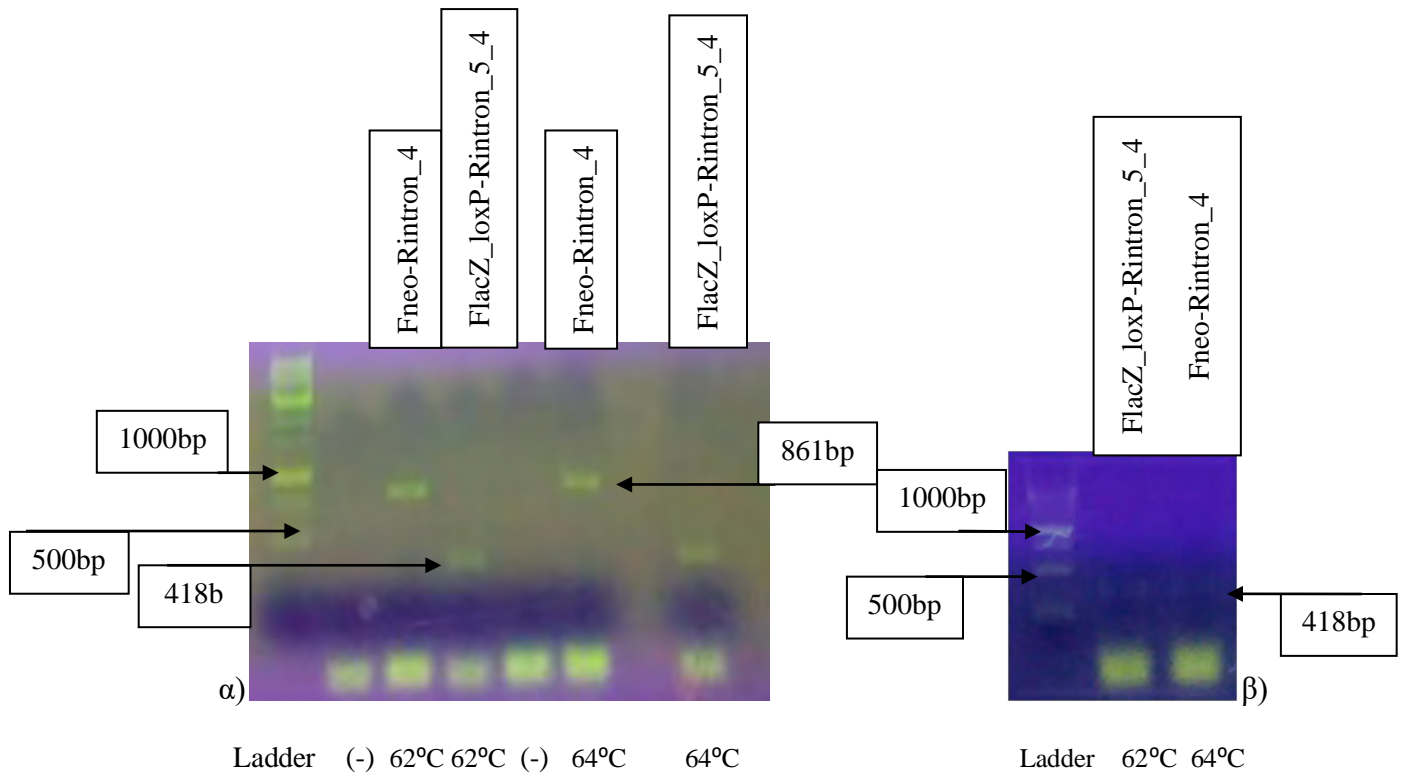 Fneo-Rintron_4
FlacZ_loxP-Rintron_5_4
Fneo-Rintron_4
FlacZ_loxP-Rintron_5_4
1000bp
500bp
418b
861bp
α)
Ladder (-) 62ºC 62ºC (-) 64ºC 64ºC
FlacZ_loxP-Rintron_5_4
Fneo-Rintron_4
1000bp
500bp
418bp
β)
Ladder 62ºC 64ºC